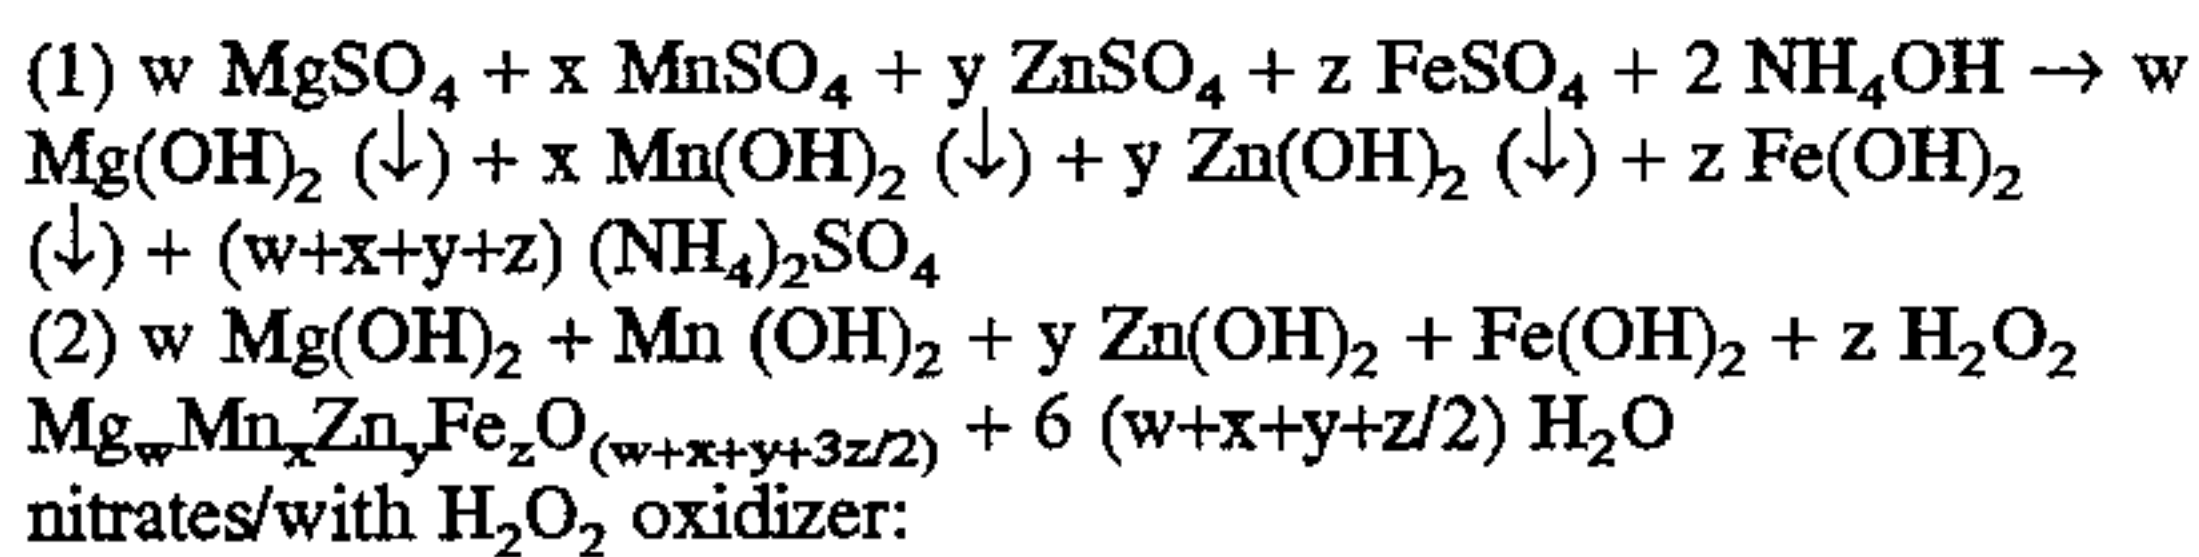 (1) w MgSO₄ + x MnSO₄ + y ZnSO₄ + z FeSO₄ + 2 NH₄OH → w
Mg(OH)₂ (↓) + x Mn(OH)₂ (↓) + y Zn(OH)₂ (↓) + z Fe(OH)₂
(↓) + (w+x+y+z) (NH₄)₂SO₄
(2) w Mg(OH)₂ + Mn (OH)₂ + y Zn(OH)₂ + Fe(OH)₂ + z H₂O₂
Mg_wMn_xZn_yFe_zO_(w+x+y+3z/2) + 6 (w+x+y+z/2) H₂O
nitrates/with H₂O₂ oxidizer: